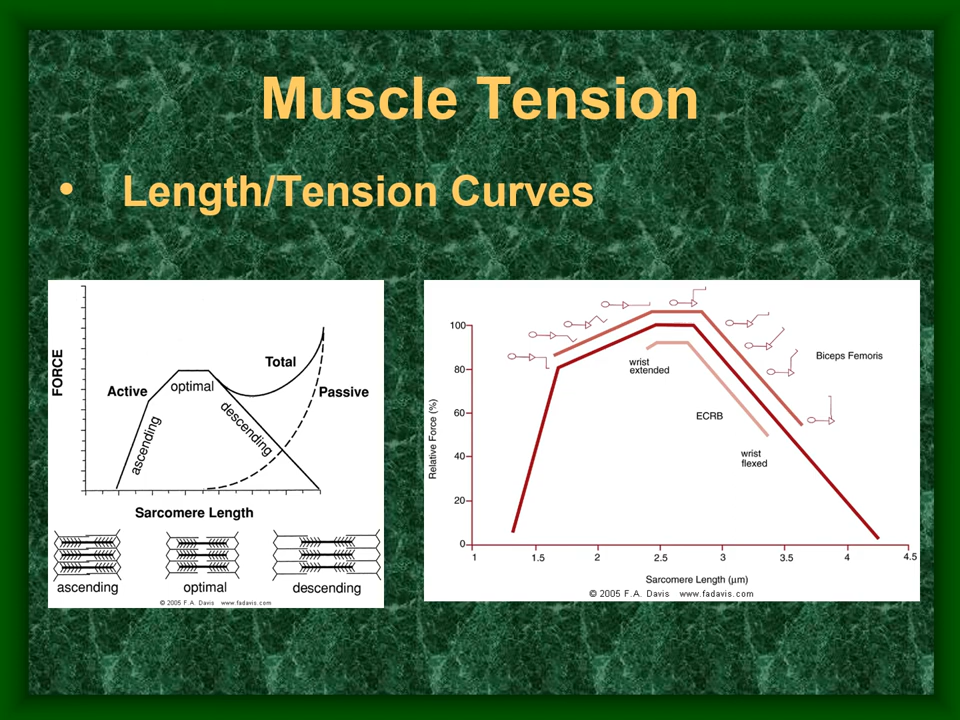 Muscle Tension
• Length/Tension Curves
FORCE
Active
ascending
optimal
descending
Total
Passive
Sarcomere Length
ascending
optimal
descending
© 2005 F.A. Davis www.fadavis.com
Relative Force (%)
100
80
60
40
20
0
1
1.5
2
2.5
3
3.5
4
4.5
wrist
extended
ECRB
wrist
flexed
Biceps Femoris
Sarcomere Length (μm)
© 2005 F.A. Davis www.fadavis.com